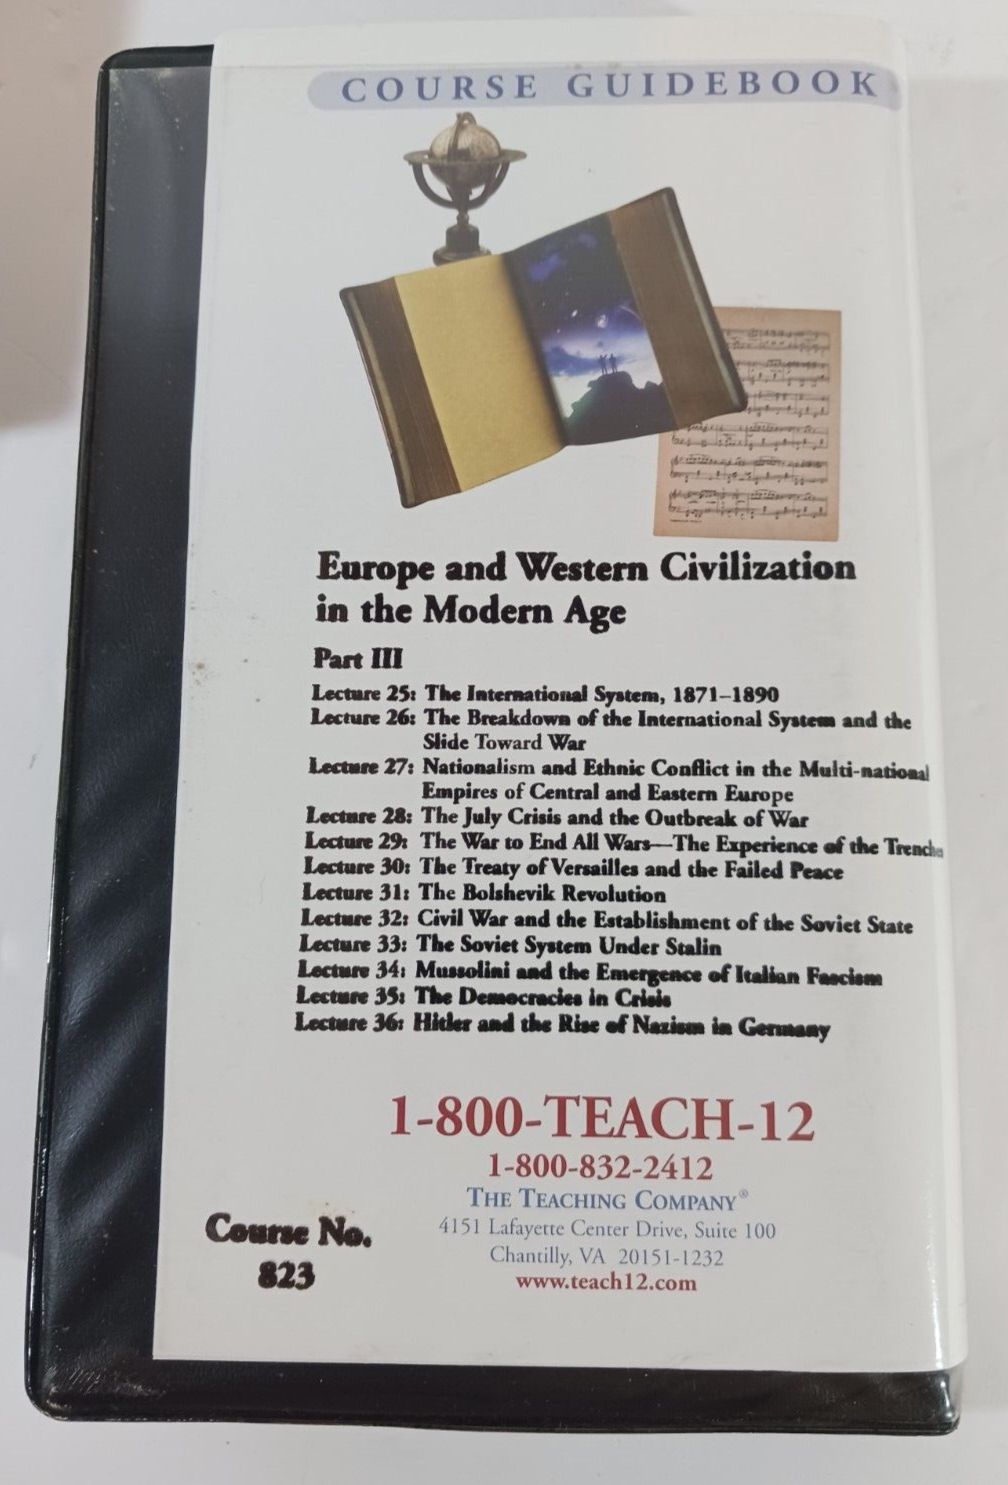 COURSE GUIDEBOOK
Europe and Western Civilization
in the Modern Age
Part III
Lecture 25: The International System, 1871–1890
Lecture 26: The Breakdown of the International System and the
Slide Toward War
Lecture 27: Nationalism and Ethnic Conflict in the Multi-national
Empires of Central and Eastern Europe
Lecture 28: The July Crisis and the Outbreak of War
Lecture 29: The War to End All Wars—The Experience of the Trenches
Lecture 30: The Treaty of Versailles and the Failed Peace
Lecture 31: The Bolshevik Revolution
Lecture 32: Civil War and the Establishment of the Soviet State
Lecture 33: The Soviet System Under Stalin
Lecture 34: Mussolini and the Emergence of Italian Fascism
Lecture 35: The Democracies in Crisis
Lecture 36: Hitler and the Rise of Nazism in Germany
1-800-TEACH-12
1-800-832-2412
THE TEACHING COMPANY®
4151 Lafayette Center Drive, Suite 100
Chantilly, VA 20151-1232
www.teach12.com
Course No.
823